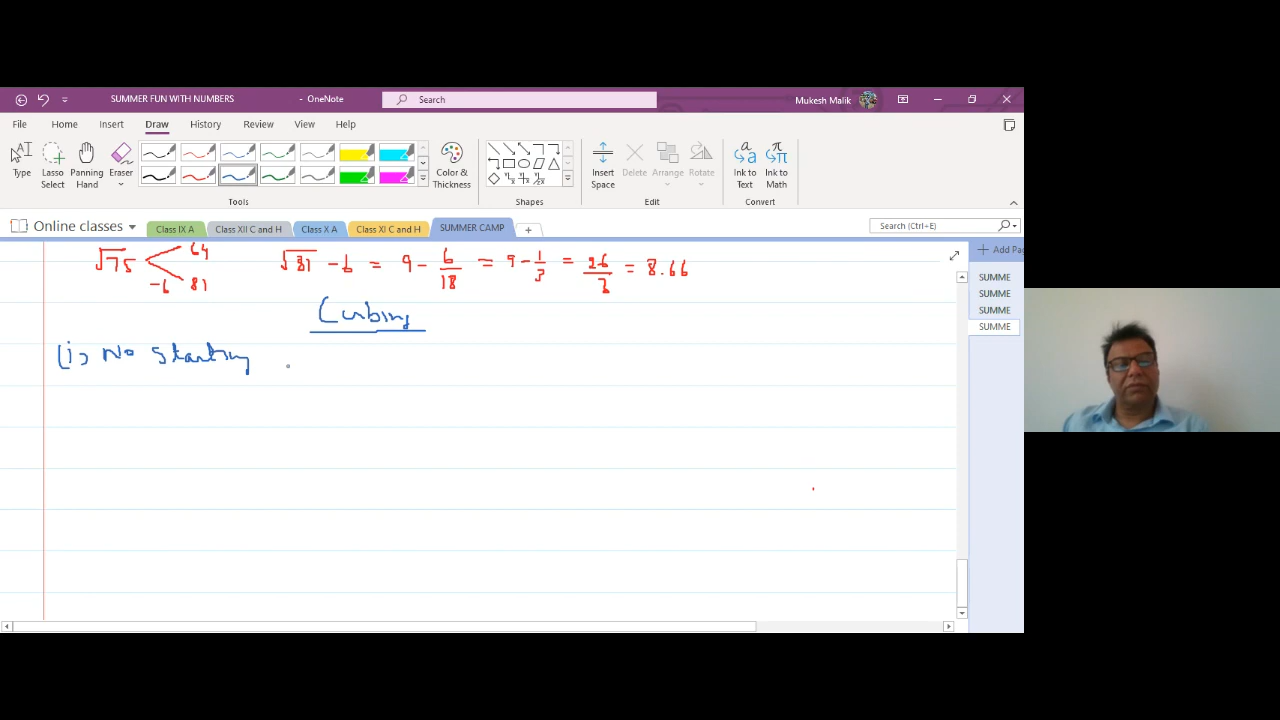 SUMMER FUN WITH NUMBERS - OneNote
Search
Mukesh Malik
File Home Insert Draw History Review View Help
Type Lasso Select Panning Hand Eraser
Color & Thickness
Insert Space Delete Arrange Rotate
Ink to Text Ink to Math
Tools Shapes Edit Convert
Online classes Class IX A Class XII C and H Class X A Class XI C and H SUMMER CAMP +
Search (Ctrl+E)
Add Pa
SUMME
SUMME
SUMME
SUMME
√75 64 -6 81
√81 - 6 = 9 - 6/18 = 9 - 1/3 = 26/3 = 8.66
Cubing
(i) No starting